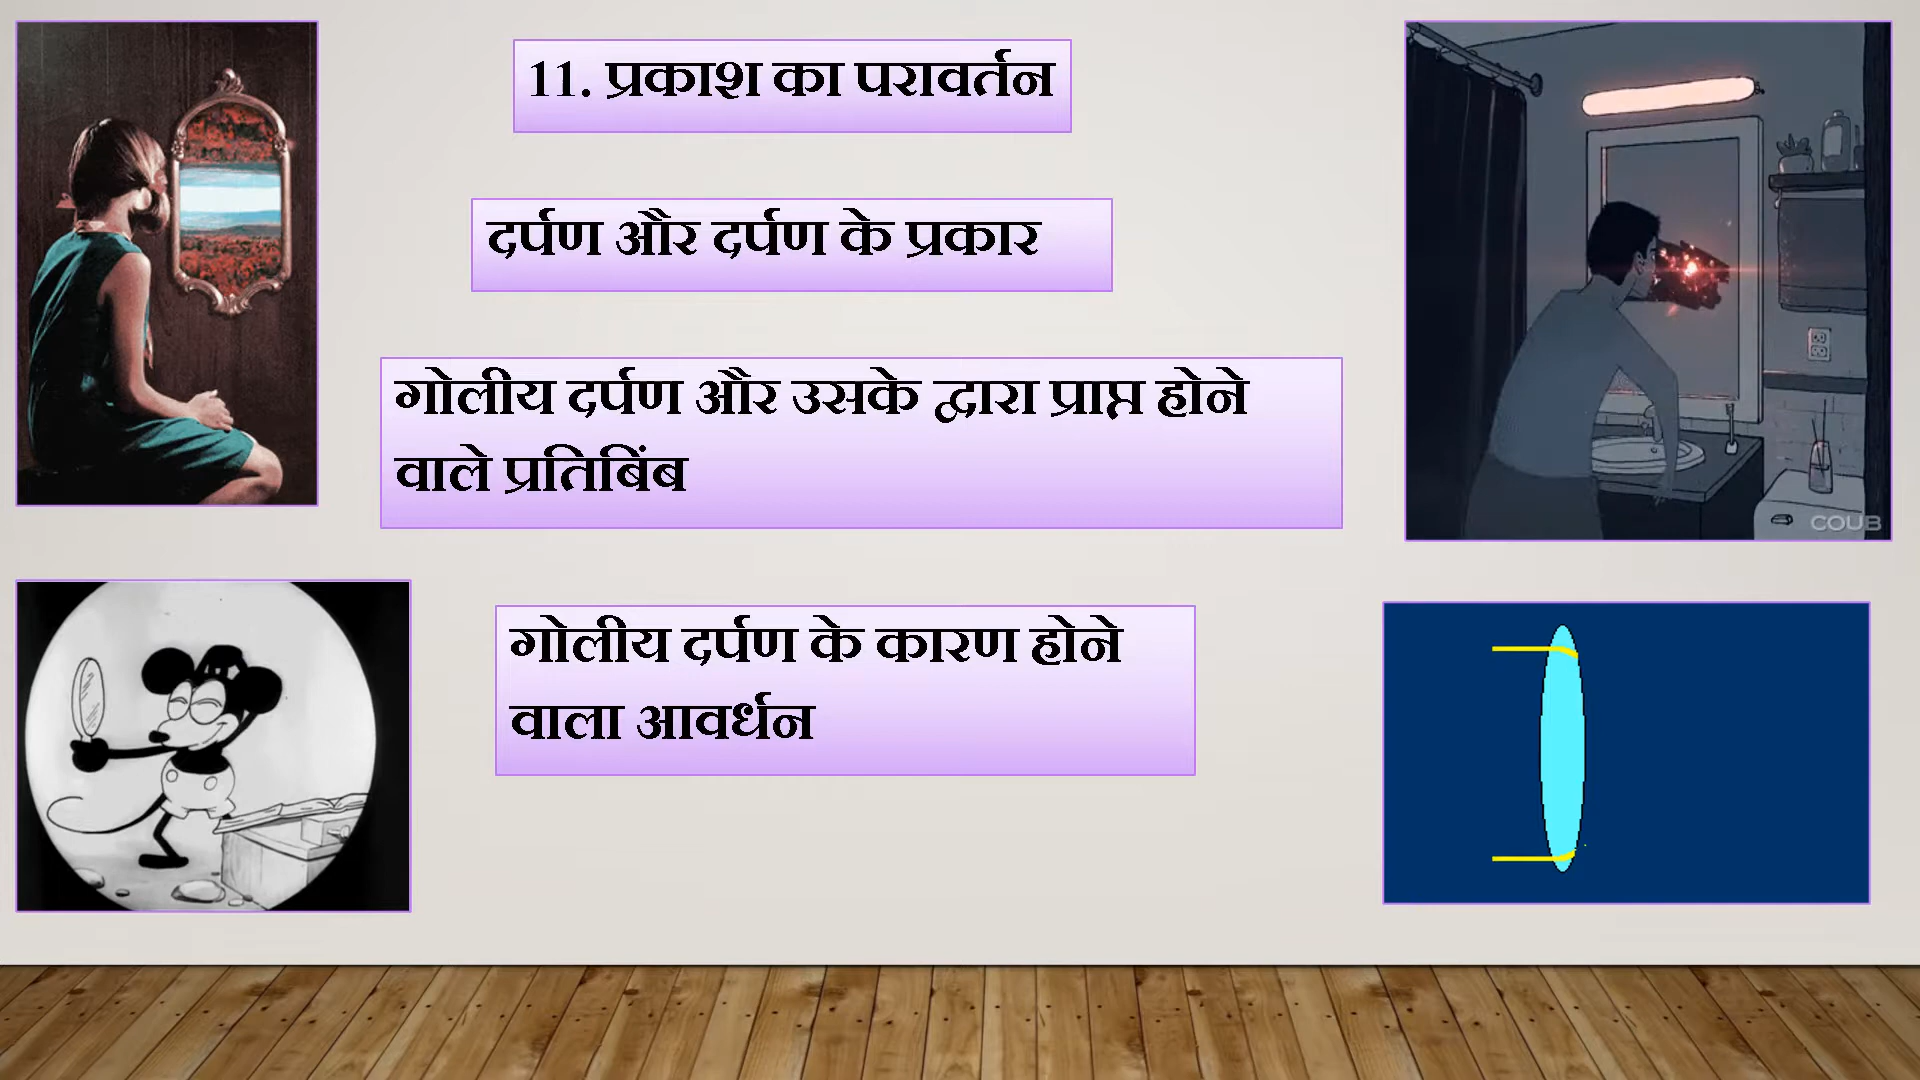 11. प्रकाश का परावर्तन
दर्पण और दर्पण के प्रकार
गोलीय दर्पण और उसके द्वारा प्राप्त होने
वाले प्रतिबिंब
गोलीय दर्पण के कारण होने
वाला आवर्धन
COUB